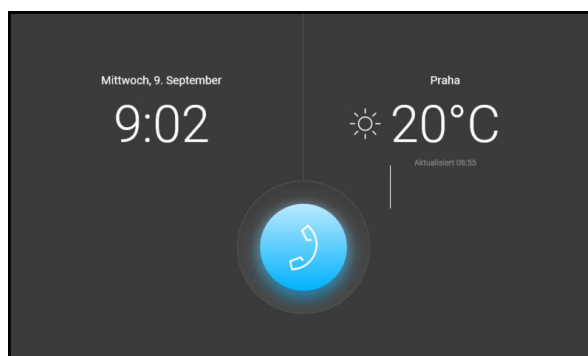 Mittwoch, 9. September
9:02
Praha
20°C
Aktualisiert 08:55